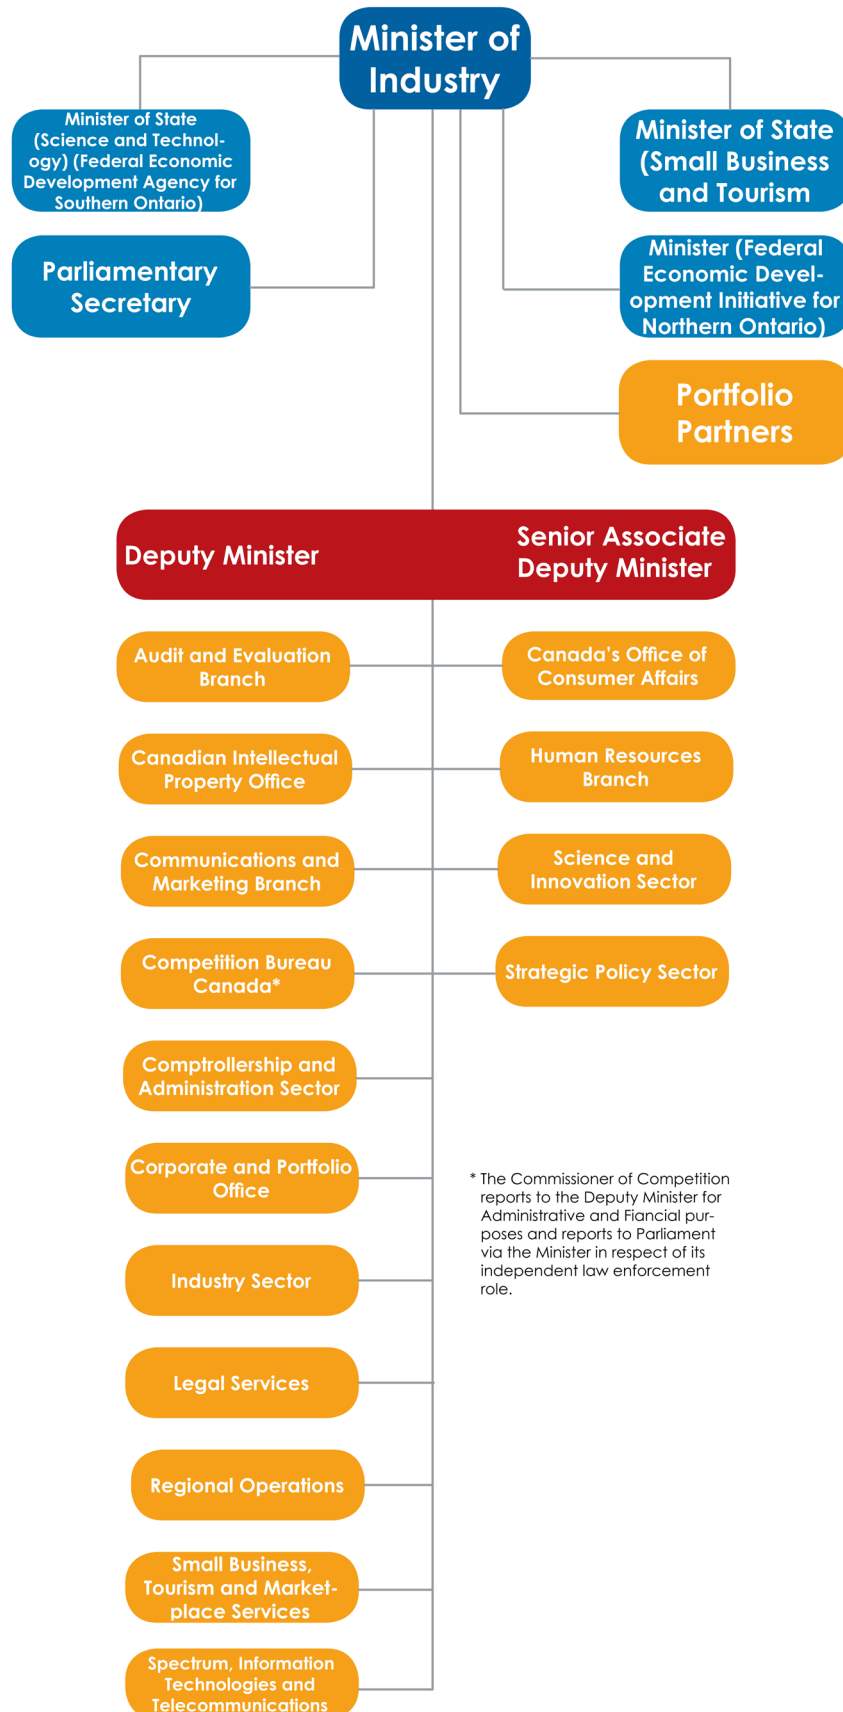 Minister of
Industry
Minister of State
(Science and Technol-
ogy) (Federal Economic
Development Agency for
Southern Ontario)
Minister of State
(Small Business
and Tourism
Parliamentary
Secretary
Minister (Federal
Economic Devel-
opment Initiative for
Northern Ontario)
Portfolio
Partners
Deputy Minister
Senior Associate
Deputy Minister
Audit and Evaluation
Branch
Canada's Office of
Consumer Affairs
Canadian Intellectual
Property Office
Human Resources
Branch
Communications and
Marketing Branch
Science and
Innovation Sector
Competition Bureau
Canada*
Strategic Policy Sector
Comptrollership and
Administration Sector
Corporate and Portfolio
Office
* The Commissioner of Competition
reports to the Deputy Minister for
Administrative and Fiancial pur-
poses and reports to Parliament
via the Minister in respect of its
independent law enforcement
role.
Industry Sector
Legal Services
Regional Operations
Small Business,
Tourism and Market-
place Services
Spectrum, Information
Technologies and
Telecommunications